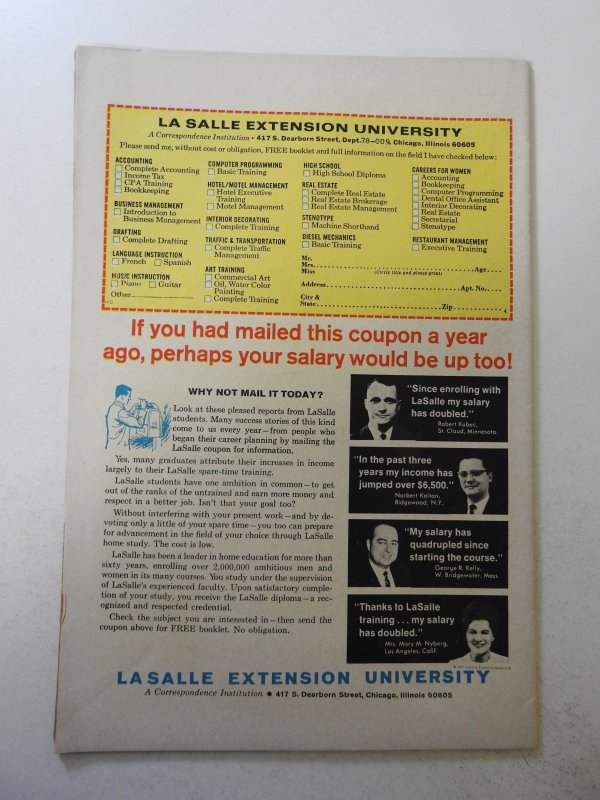 LA SALLE EXTENSION UNIVERSITY
A Correspondence Institution • 417 S. Dearborn Street, Dept. 78-009, Chicago, Illinois 60605
Please send me, without cost or obligation, FREE booklet and full information on the field I have checked below:
ACCOUNTING
Complete Accounting
Income Tax
CPA Training
Bookkeeping
BUSINESS MANAGEMENT
Introduction to
Business Management
DRAFTING
Complete Drafting
LANGUAGE INSTRUCTION
French Spanish
MUSIC INSTRUCTION
Piano Guitar
Other
COMPUTER PROGRAMMING
Basic Training
HOTEL/MOTEL MANAGEMENT
Hotel Executive
Training
Motel Management
INTERIOR DECORATING
Complete Training
TRAFFIC & TRANSPORTATION
Complete Traffic
Management
ART TRAINING
Commercial Art
Oil, Water Color
Painting
Complete Training
HIGH SCHOOL
High School Diploma
REAL ESTATE
Complete Real Estate
Real Estate Brokerage
Real Estate Management
STENOTYPE
Machine Shorthand
DIESEL MECHANICS
Basic Training
CAREERS FOR WOMEN
Accounting
Bookkeeping
Computer Programming
Dental Office Assistant
Interior Decorating
Real Estate
Secretarial
Stenotype
RESTAURANT MANAGEMENT
Executive Training
Mr.
Mrs.
Miss (Circle title and please print) Age
Address Apt. No.
City &
State Zip 4
If you had mailed this coupon a year
ago, perhaps your salary would be up too!
WHY NOT MAIL IT TODAY?
Look at these pleased reports from LaSalle
students. Many success stories of this kind
come to us every year—from people who
began their career planning by mailing the
LaSalle coupon for information.
Yes, many graduates attribute their increases in income
largely to their LaSalle spare-time training.
LaSalle students have one ambition in common—to get
out of the ranks of the untrained and earn more money and
respect in a better job. Isn't that your goal too?
Without interfering with your present work—and by de-
voting only a little of your spare time—you too can prepare
for advancement in the field of your choice through LaSalle
home study. The cost is low.
LaSalle has been a leader in home education for more than
sixty years, enrolling over 2,000,000 ambitious men and
women in its many courses. You study under the supervision
of LaSalle's experienced faculty. Upon satisfactory comple-
tion of your study, you receive the LaSalle diploma—a rec-
ognized and respected credential.
Check the subject you are interested in—then send the
coupon above for FREE booklet. No obligation.
"Since enrolling with
LaSalle my salary
has doubled."
Robert Kubec,
St. Cloud, Minnesota.
"In the past three
years my income has
jumped over $6,500."
Norbert Kaitan,
Ridgewood, N.Y.
"My salary has
quadrupled since
starting the course."
George R. Kelly,
W. Bridgewater, Mass.
"Thanks to LaSalle
training . . . my salary
has doubled."
Mrs. Mary M. Nyberg,
Los Angeles, Calif.
LA SALLE EXTENSION UNIVERSITY
A Correspondence Institution • 417 S. Dearborn Street, Chicago, Illinois 60605